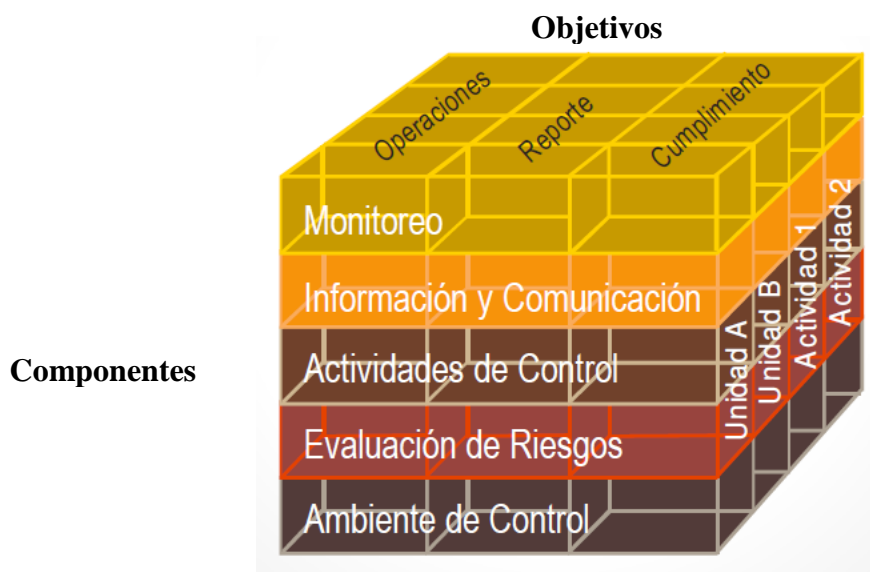 Objetivos
Operaciones
Reporte
Cumplimiento
Monitoreo
Información y Comunicación
Componentes
Actividades de Control
Evaluación de Riesgos
Ambiente de Control
Unidad A
Unidad B
Actividad 1
Actividad 2